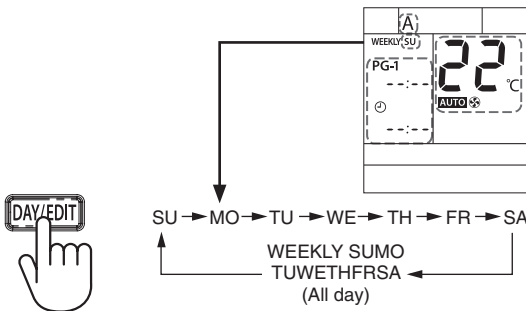 A
WEEKLY SU
PG-1
22 °C
--:--
AUTO
--:--
DAY/EDIT
SU MO TU WE TH FR SA
WEEKLY SUMO
TUWETHFRSA
(All day)